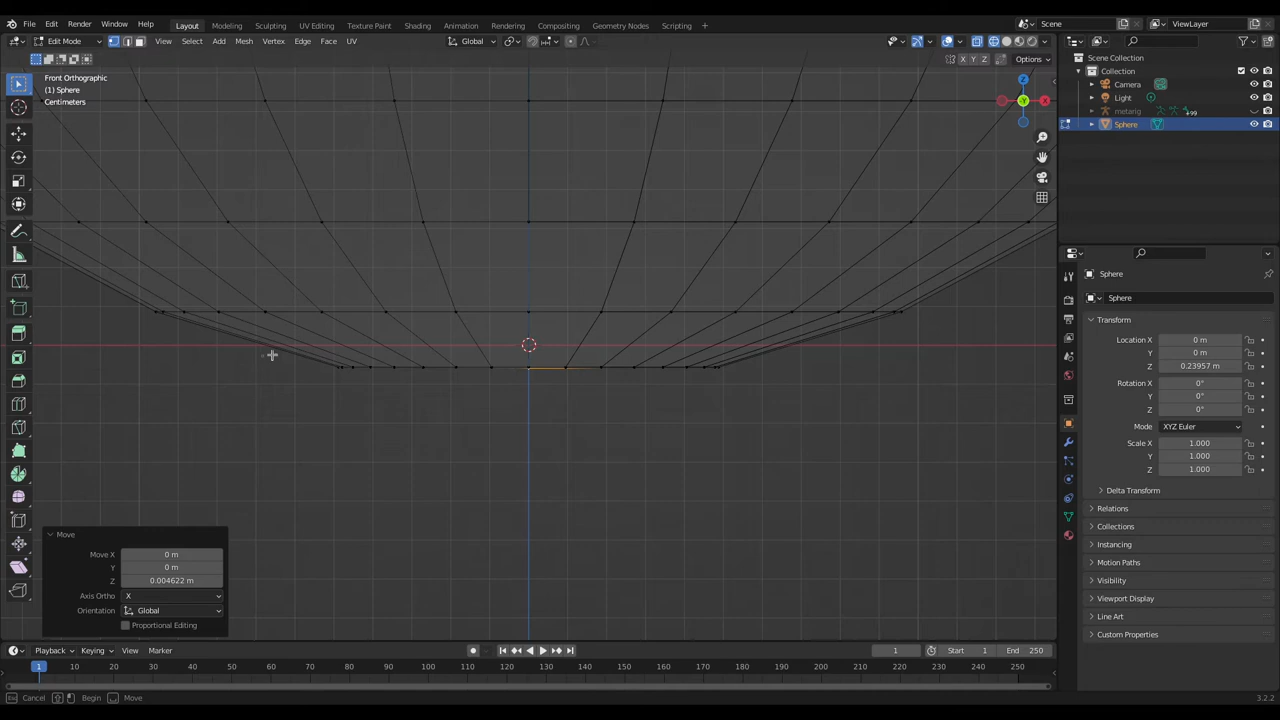 File Edit Render Window Help Layout Modeling Sculpting UV Editing Texture Paint Shading Animation Rendering Compositing Geometry Nodes Scripting + Scene ViewLayer
Edit Mode View Select Add Mesh Vertex Edges Face UV Global
X Y Z Options
Front Orthographic
(1) Sphere
Centimeters
Z
Y
X
Scene Collection
Collection
Camera
Light
metarig +99
Sphere
Sphere
Sphere
Transform
Location X 0 m
Y 0 m
Z 0.23957 m
Rotation X 0°
Y 0°
Z 0°
Mode XYZ Euler
Scale X 1.000
Y 1.000
Z 1.000
Delta Transform
Relations
Collections
Instancing
Motion Paths
Visibility
Viewport Display
Line Art
Custom Properties
Move
Move X 0 m
Y 0 m
Z 0.004622 m
Axis Ortho X
Orientation Global
Proportional Editing
Playback Keying View Marker 1 Start 1 End 250
1 10 20 30 40 50 60 70 80 90 100 110 120 130 140 150 160 170 180 190 200 210 220 230 240 250
Cancel Begin Move 3.2.2